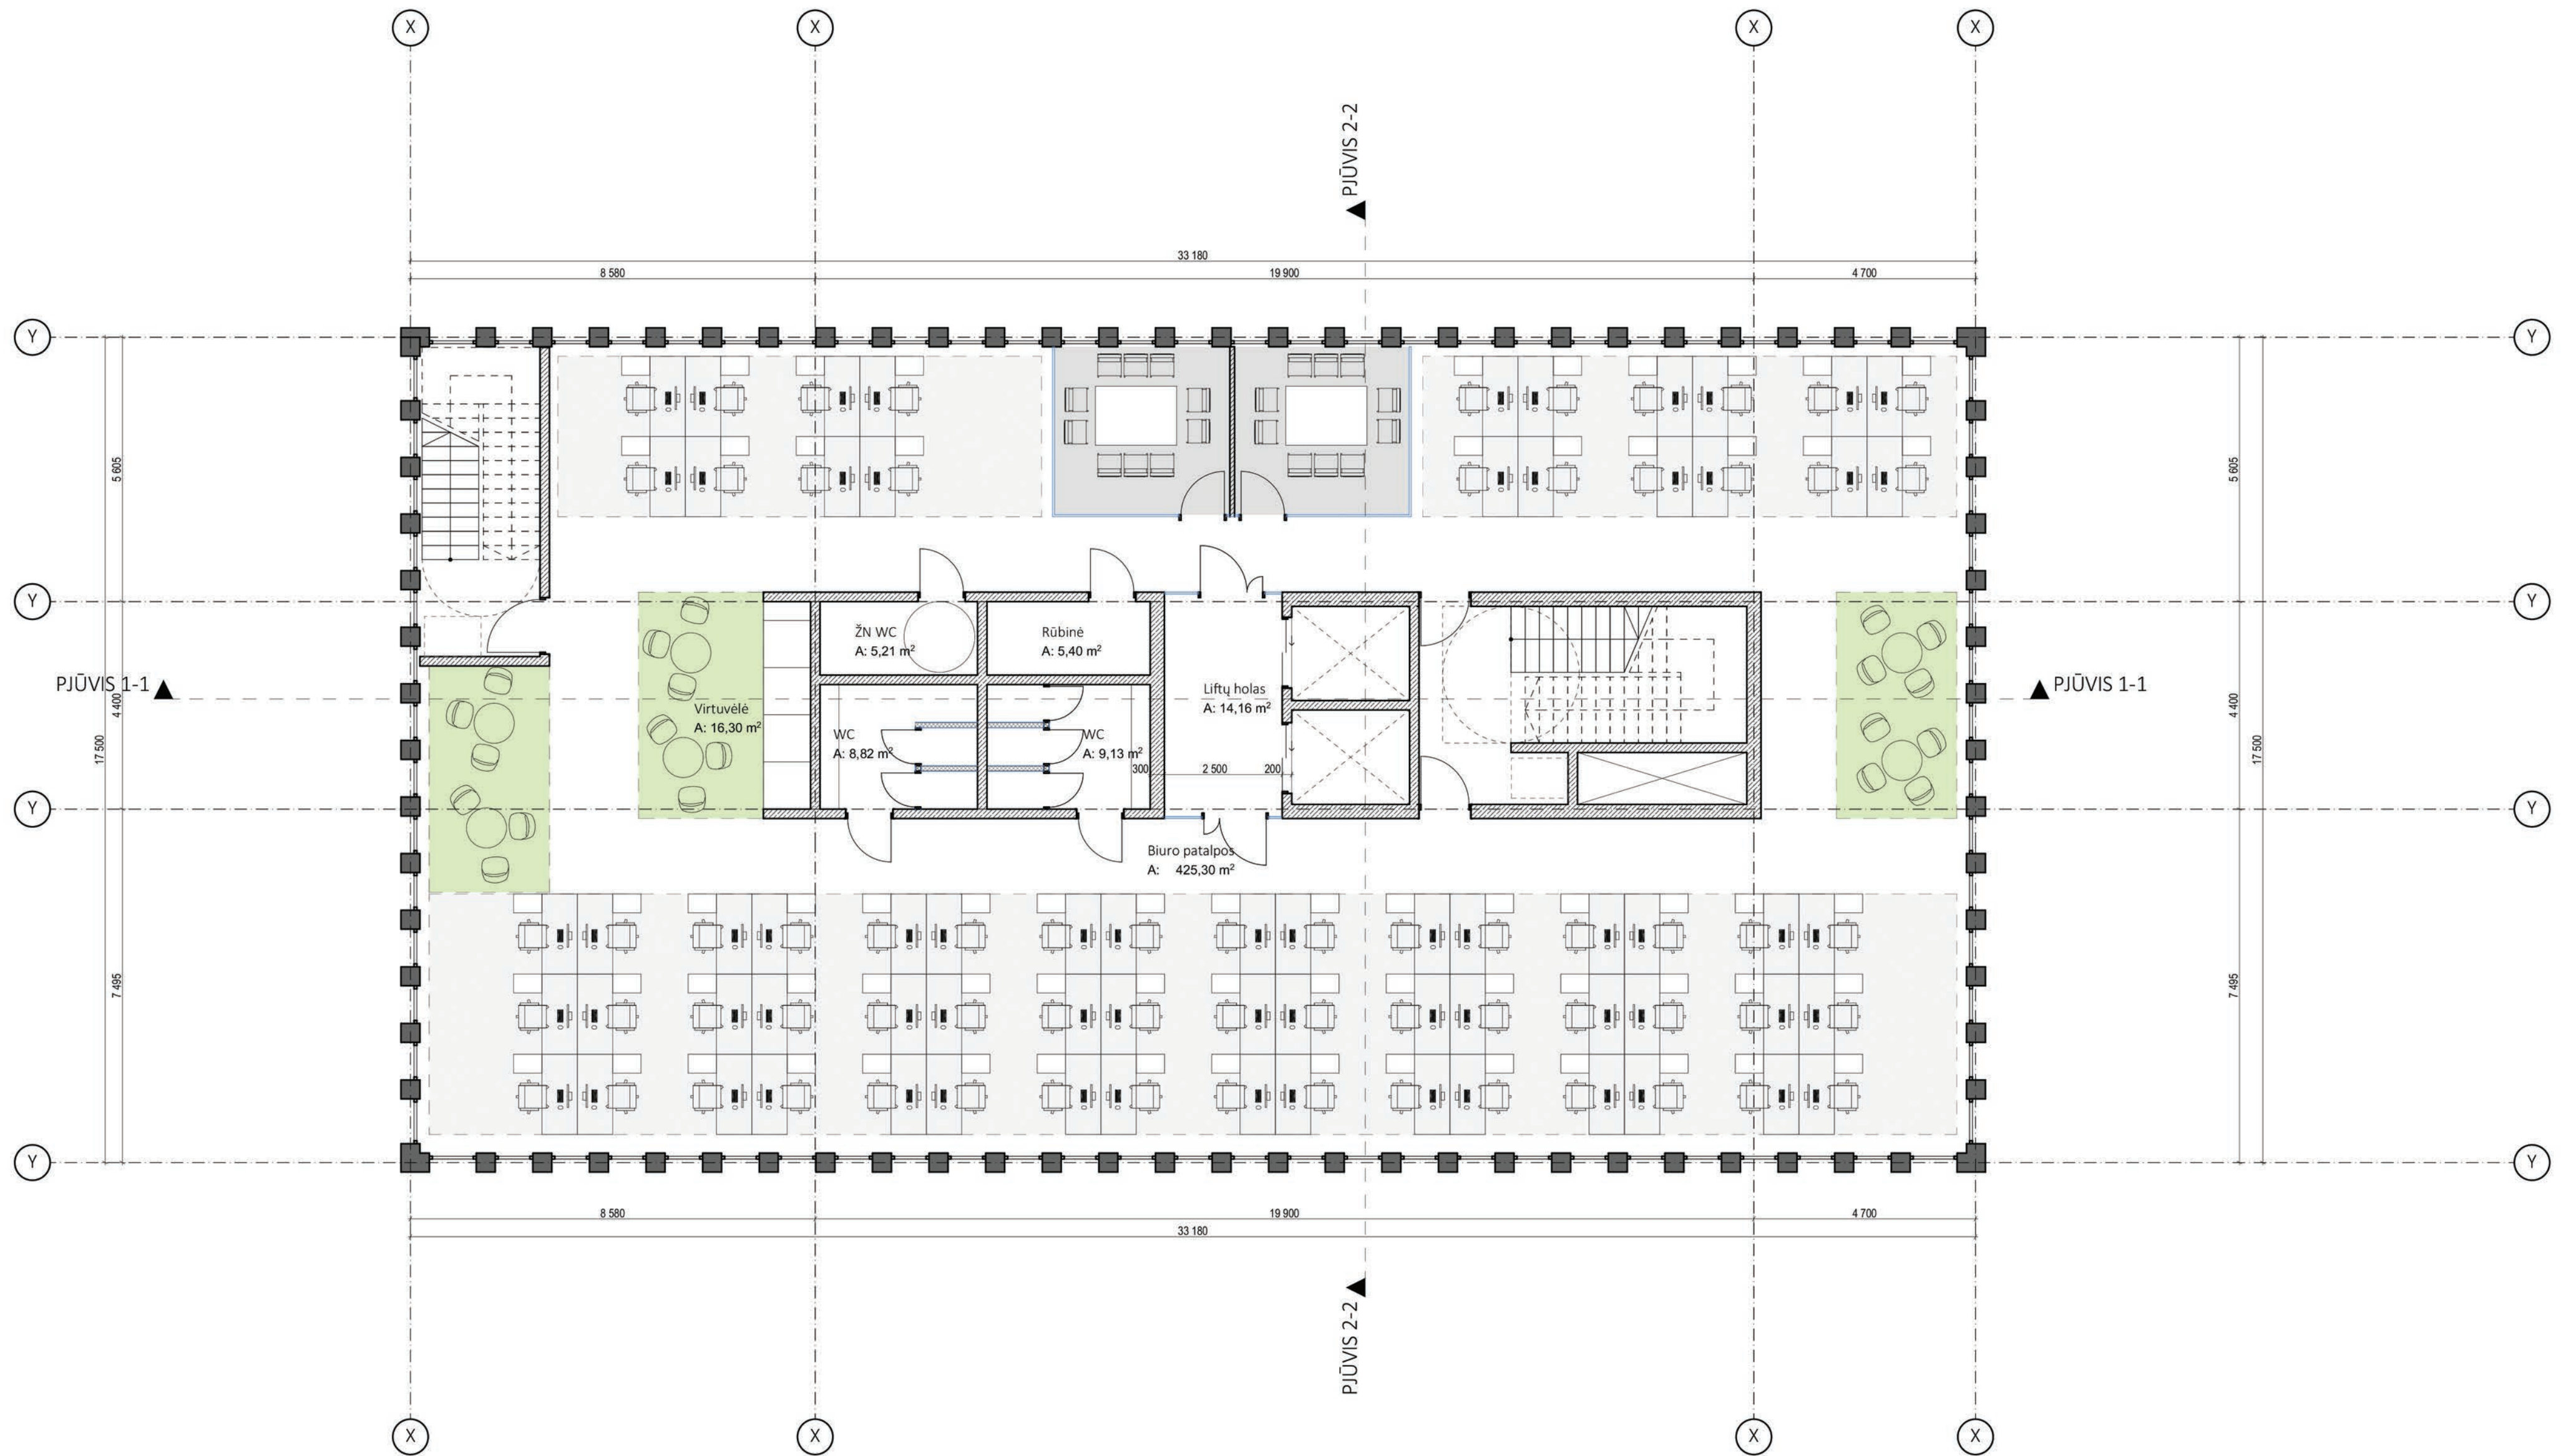 X
X
X
X
PJŪVIS 2-2
33 180
8 580
19 900
4 700
Y
Y
5 605
5 605
Y
Y
ŽN WC
A: 5,21 m²
Rūbinė
A: 5,40 m²
PJŪVIS 1-1
PJŪVIS 1-1
Liftų holas
A: 14,16 m²
4 400
4 400
Virtuvėlė
A: 16,30 m²
WC
A: 8,82 m²
WC
A: 9,13 m²
17 500
17 500
300
2 500
200
Y
Y
Biuro patalpos
A: 425,30 m²
7 495
7 495
Y
Y
8 580
19 900
4 700
33 180
PJŪVIS 2-2
X
X
X
X